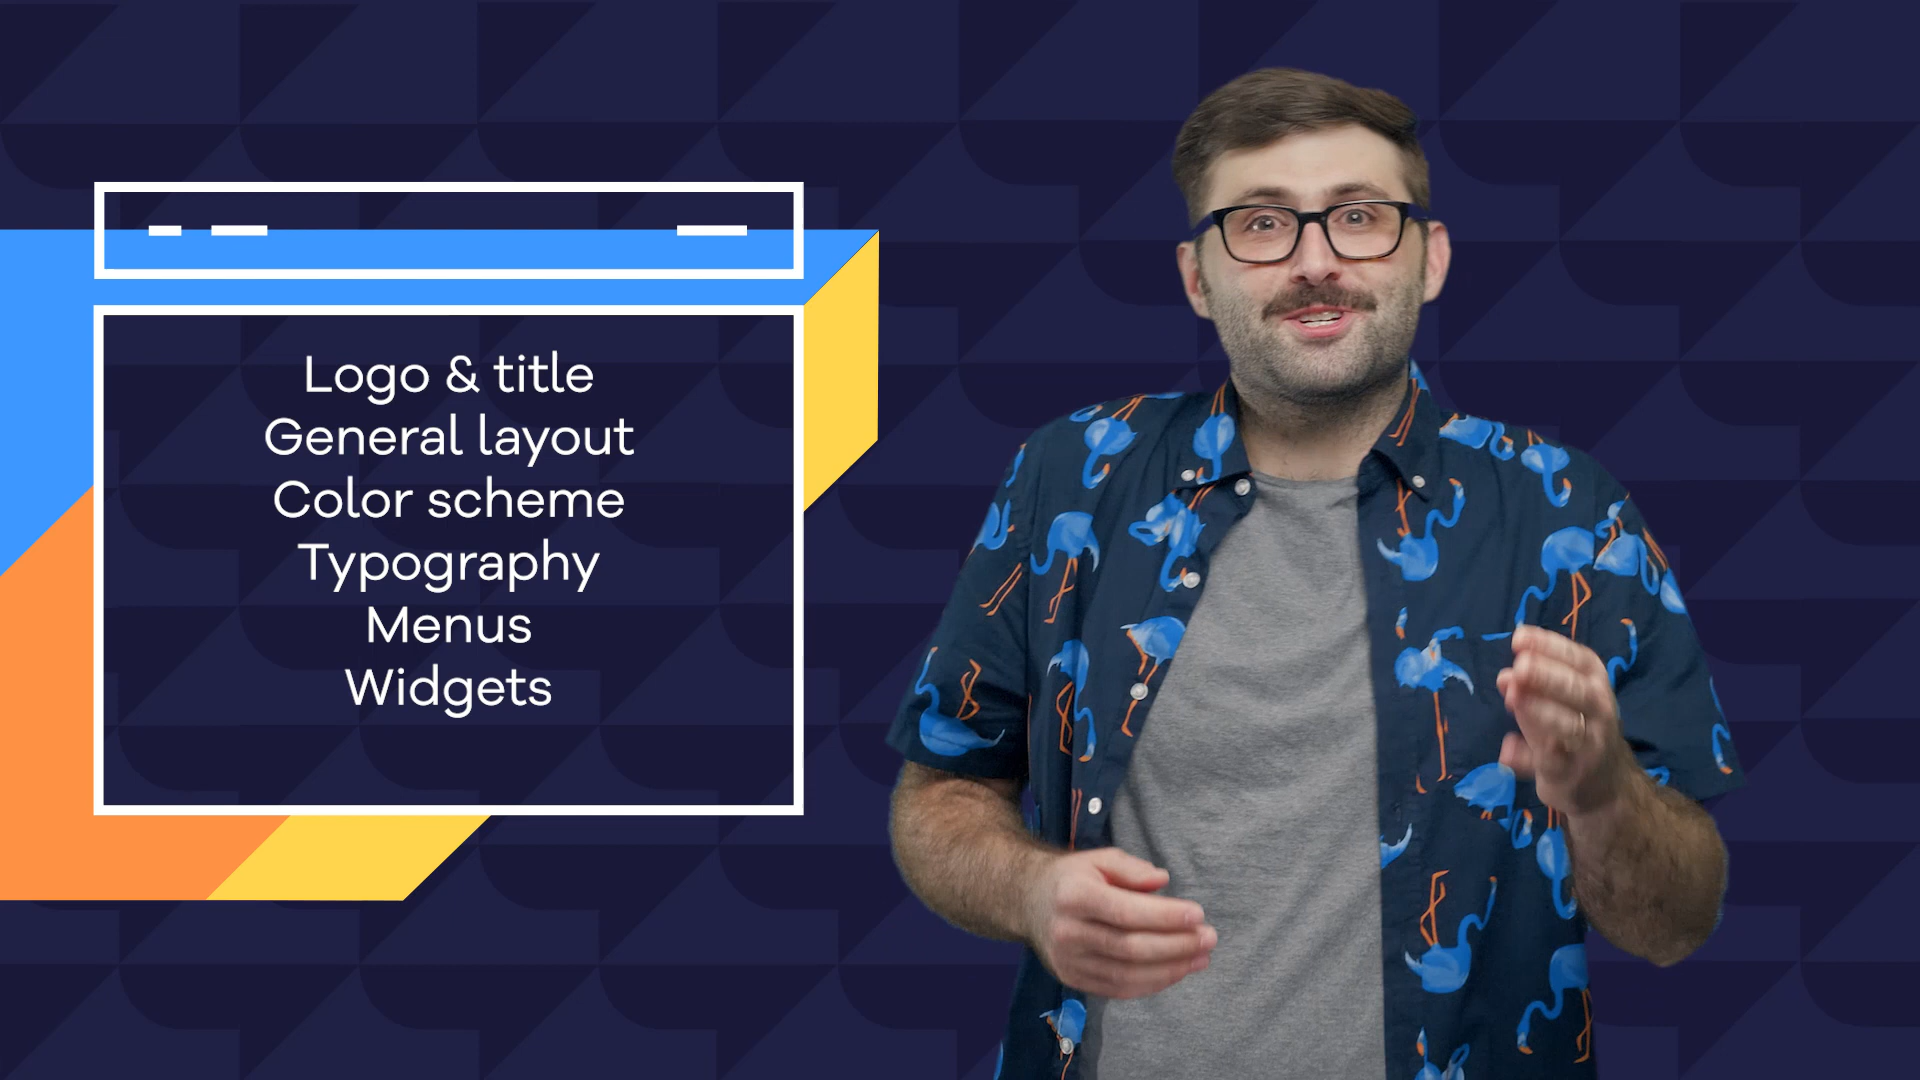 Logo & title
General layout
Color scheme
Typography
Menus
Widgets